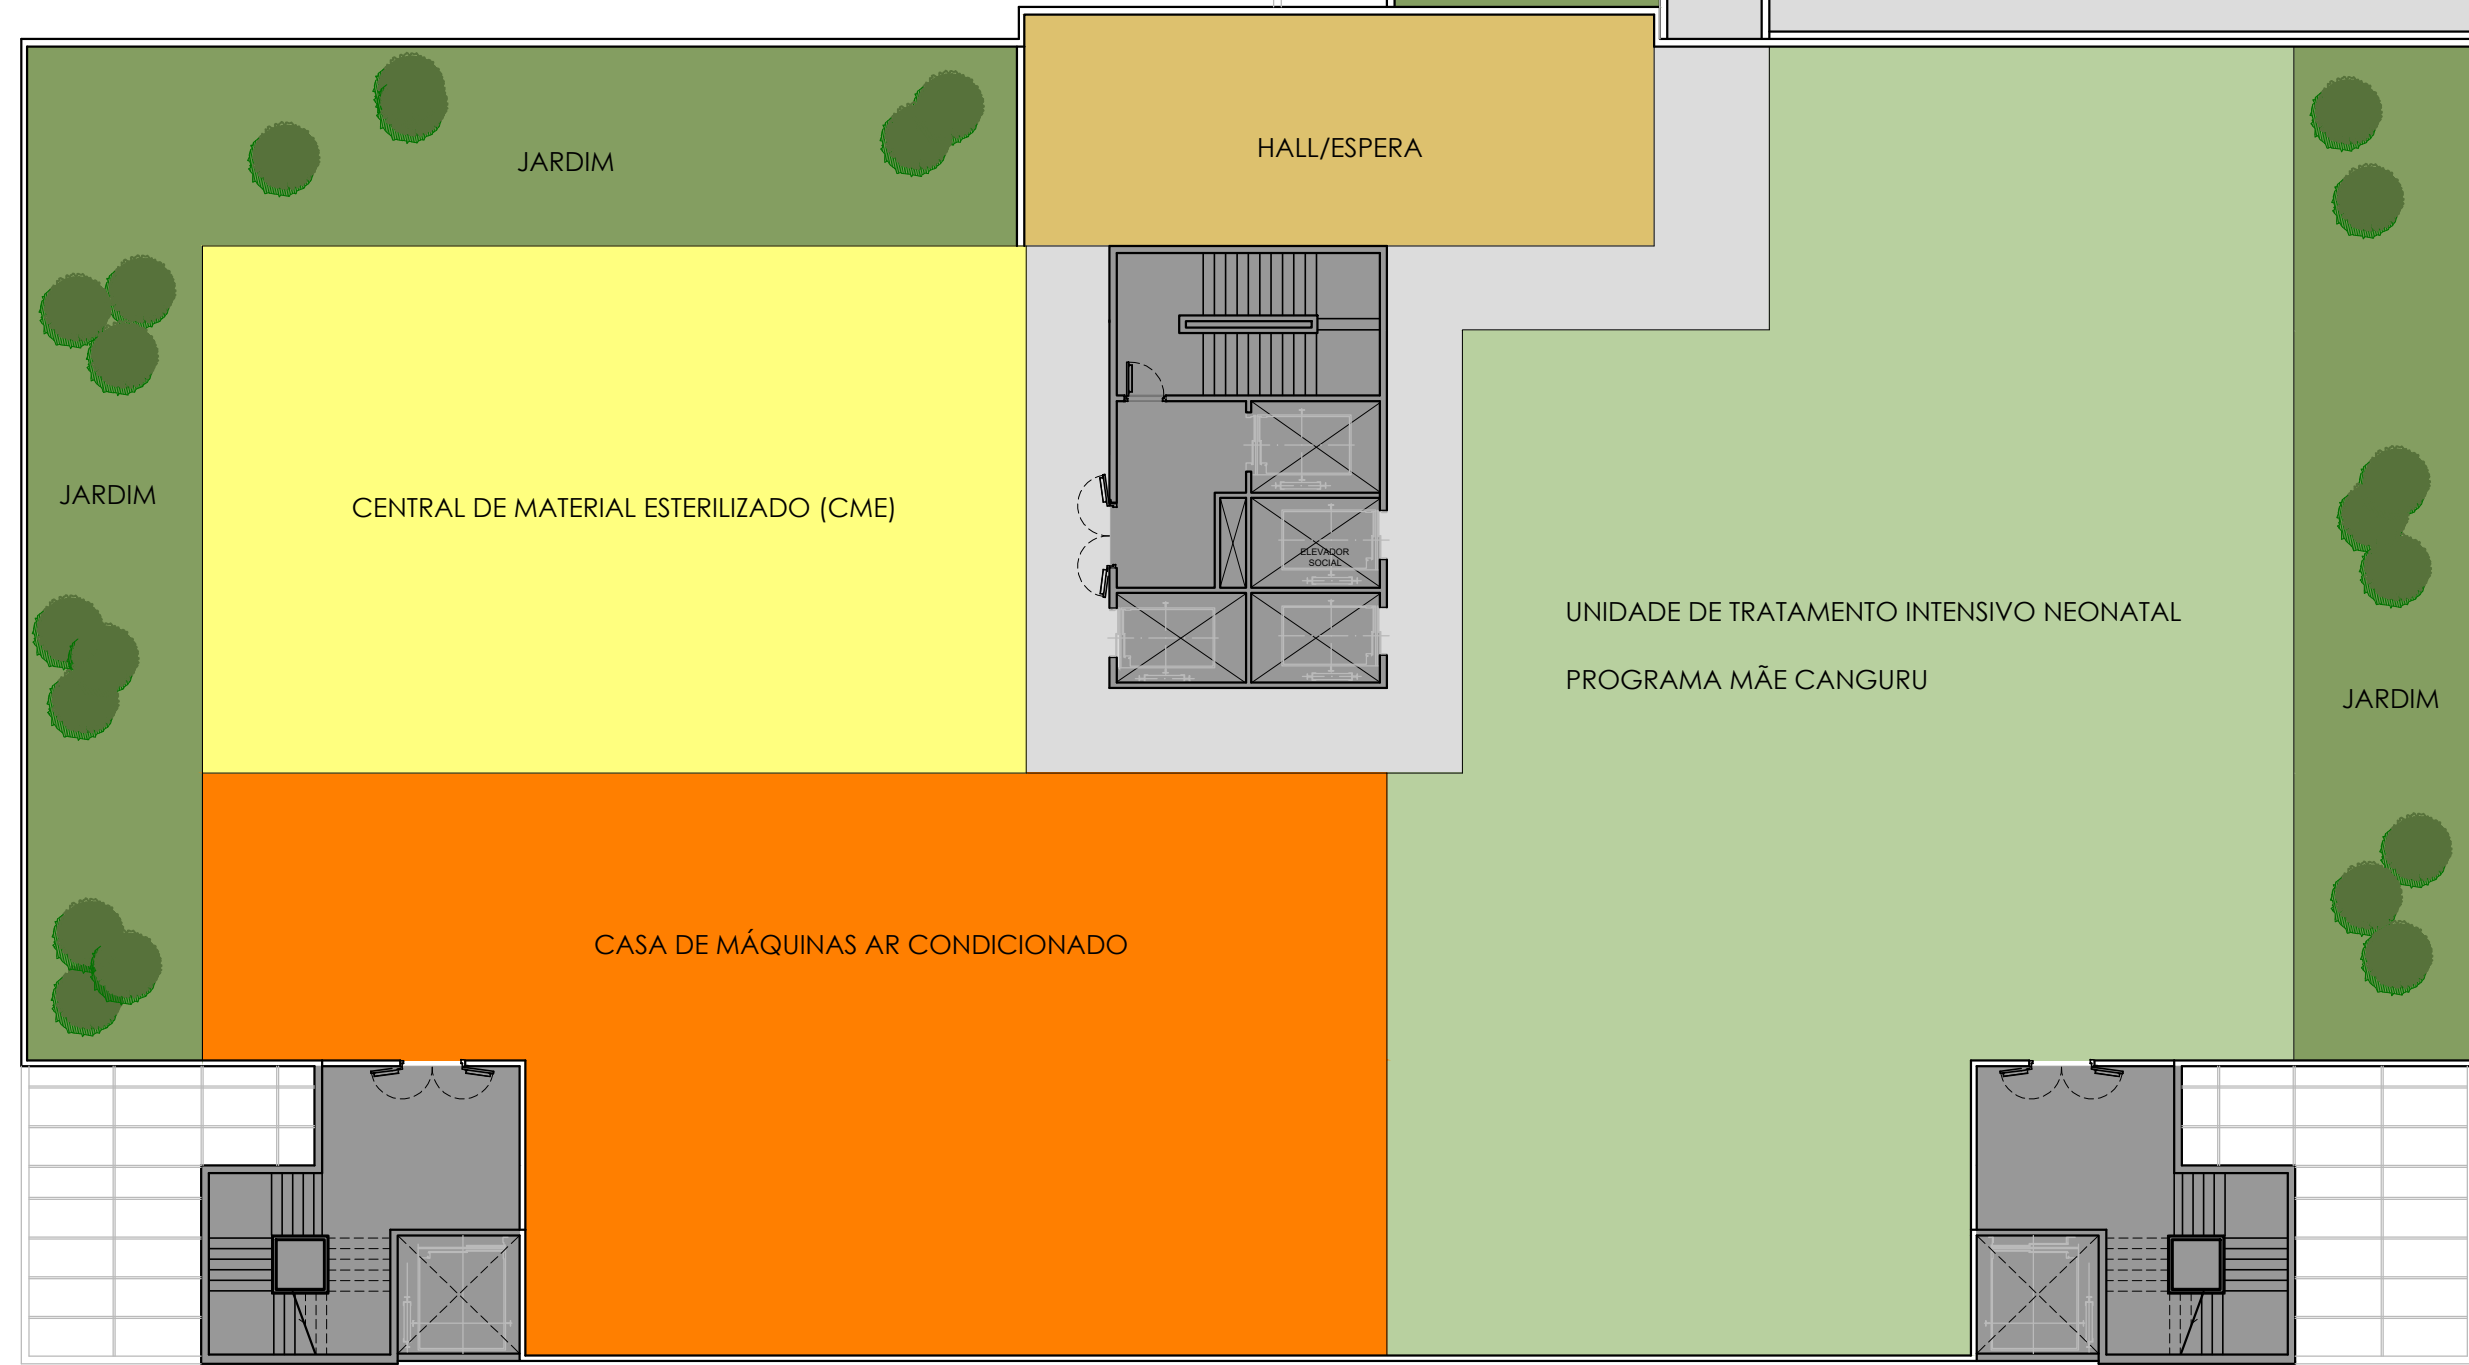 HALL/ESPERA
JARDIM
JARDIM
CENTRAL DE MATERIAL ESTERILIZADO (CME)
ELEVADOR
SOCIAL
UNIDADE DE TRATAMENTO INTENSIVO NEONATAL
PROGRAMA MÃE CANGURU
JARDIM
CASA DE MÁQUINAS AR CONDICIONADO